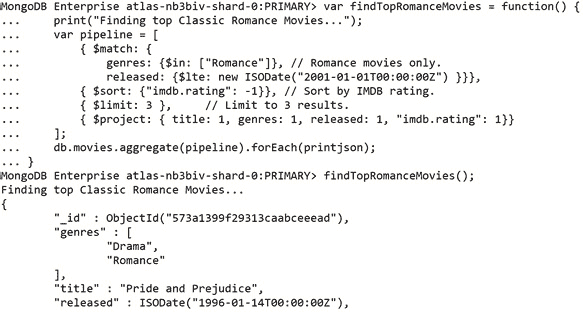 MongoDB Enterprise atlas-nb3biv-shard-0:PRIMARY> var findTopRomanceMovies = function() {
...     print("Finding top Classic Romance Movies...");
...     var pipeline = [
...         { $match: {
...             genres: {$in: ["Romance"]}, // Romance movies only.
...             released: {$lte: new ISODate("2001-01-01T00:00:00Z") }}},
...         { $sort: {"imdb.rating": -1}}, // Sort by IMDB rating.
...         { $limit: 3 },     // Limit to 3 results.
...         { $project: { title: 1, genres: 1, released: 1, "imdb.rating": 1}}
...     ];
...     db.movies.aggregate(pipeline).forEach(printjson);
... }
MongoDB Enterprise atlas-nb3biv-shard-0:PRIMARY> findTopRomanceMovies();
Finding top Classic Romance Movies...
{
        "_id" : ObjectId("573a1399f29313caabceeead"),
        "genres" : [
                "Drama",
                "Romance"
        ],
        "title" : "Pride and Prejudice",
        "released" : ISODate("1996-01-14T00:00:00Z"),